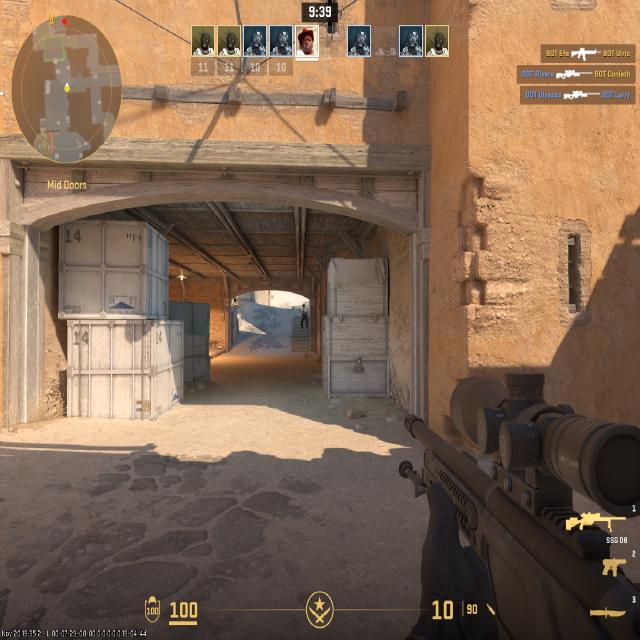 9:39
11 11 10 10
BOT Efe BOT Ulric
BOT Rivers BOT Conleth
BOT Ulysses BOT Larry
Mid Doors
14
14
14
1
SSG 08
2
3
100 100
10 90